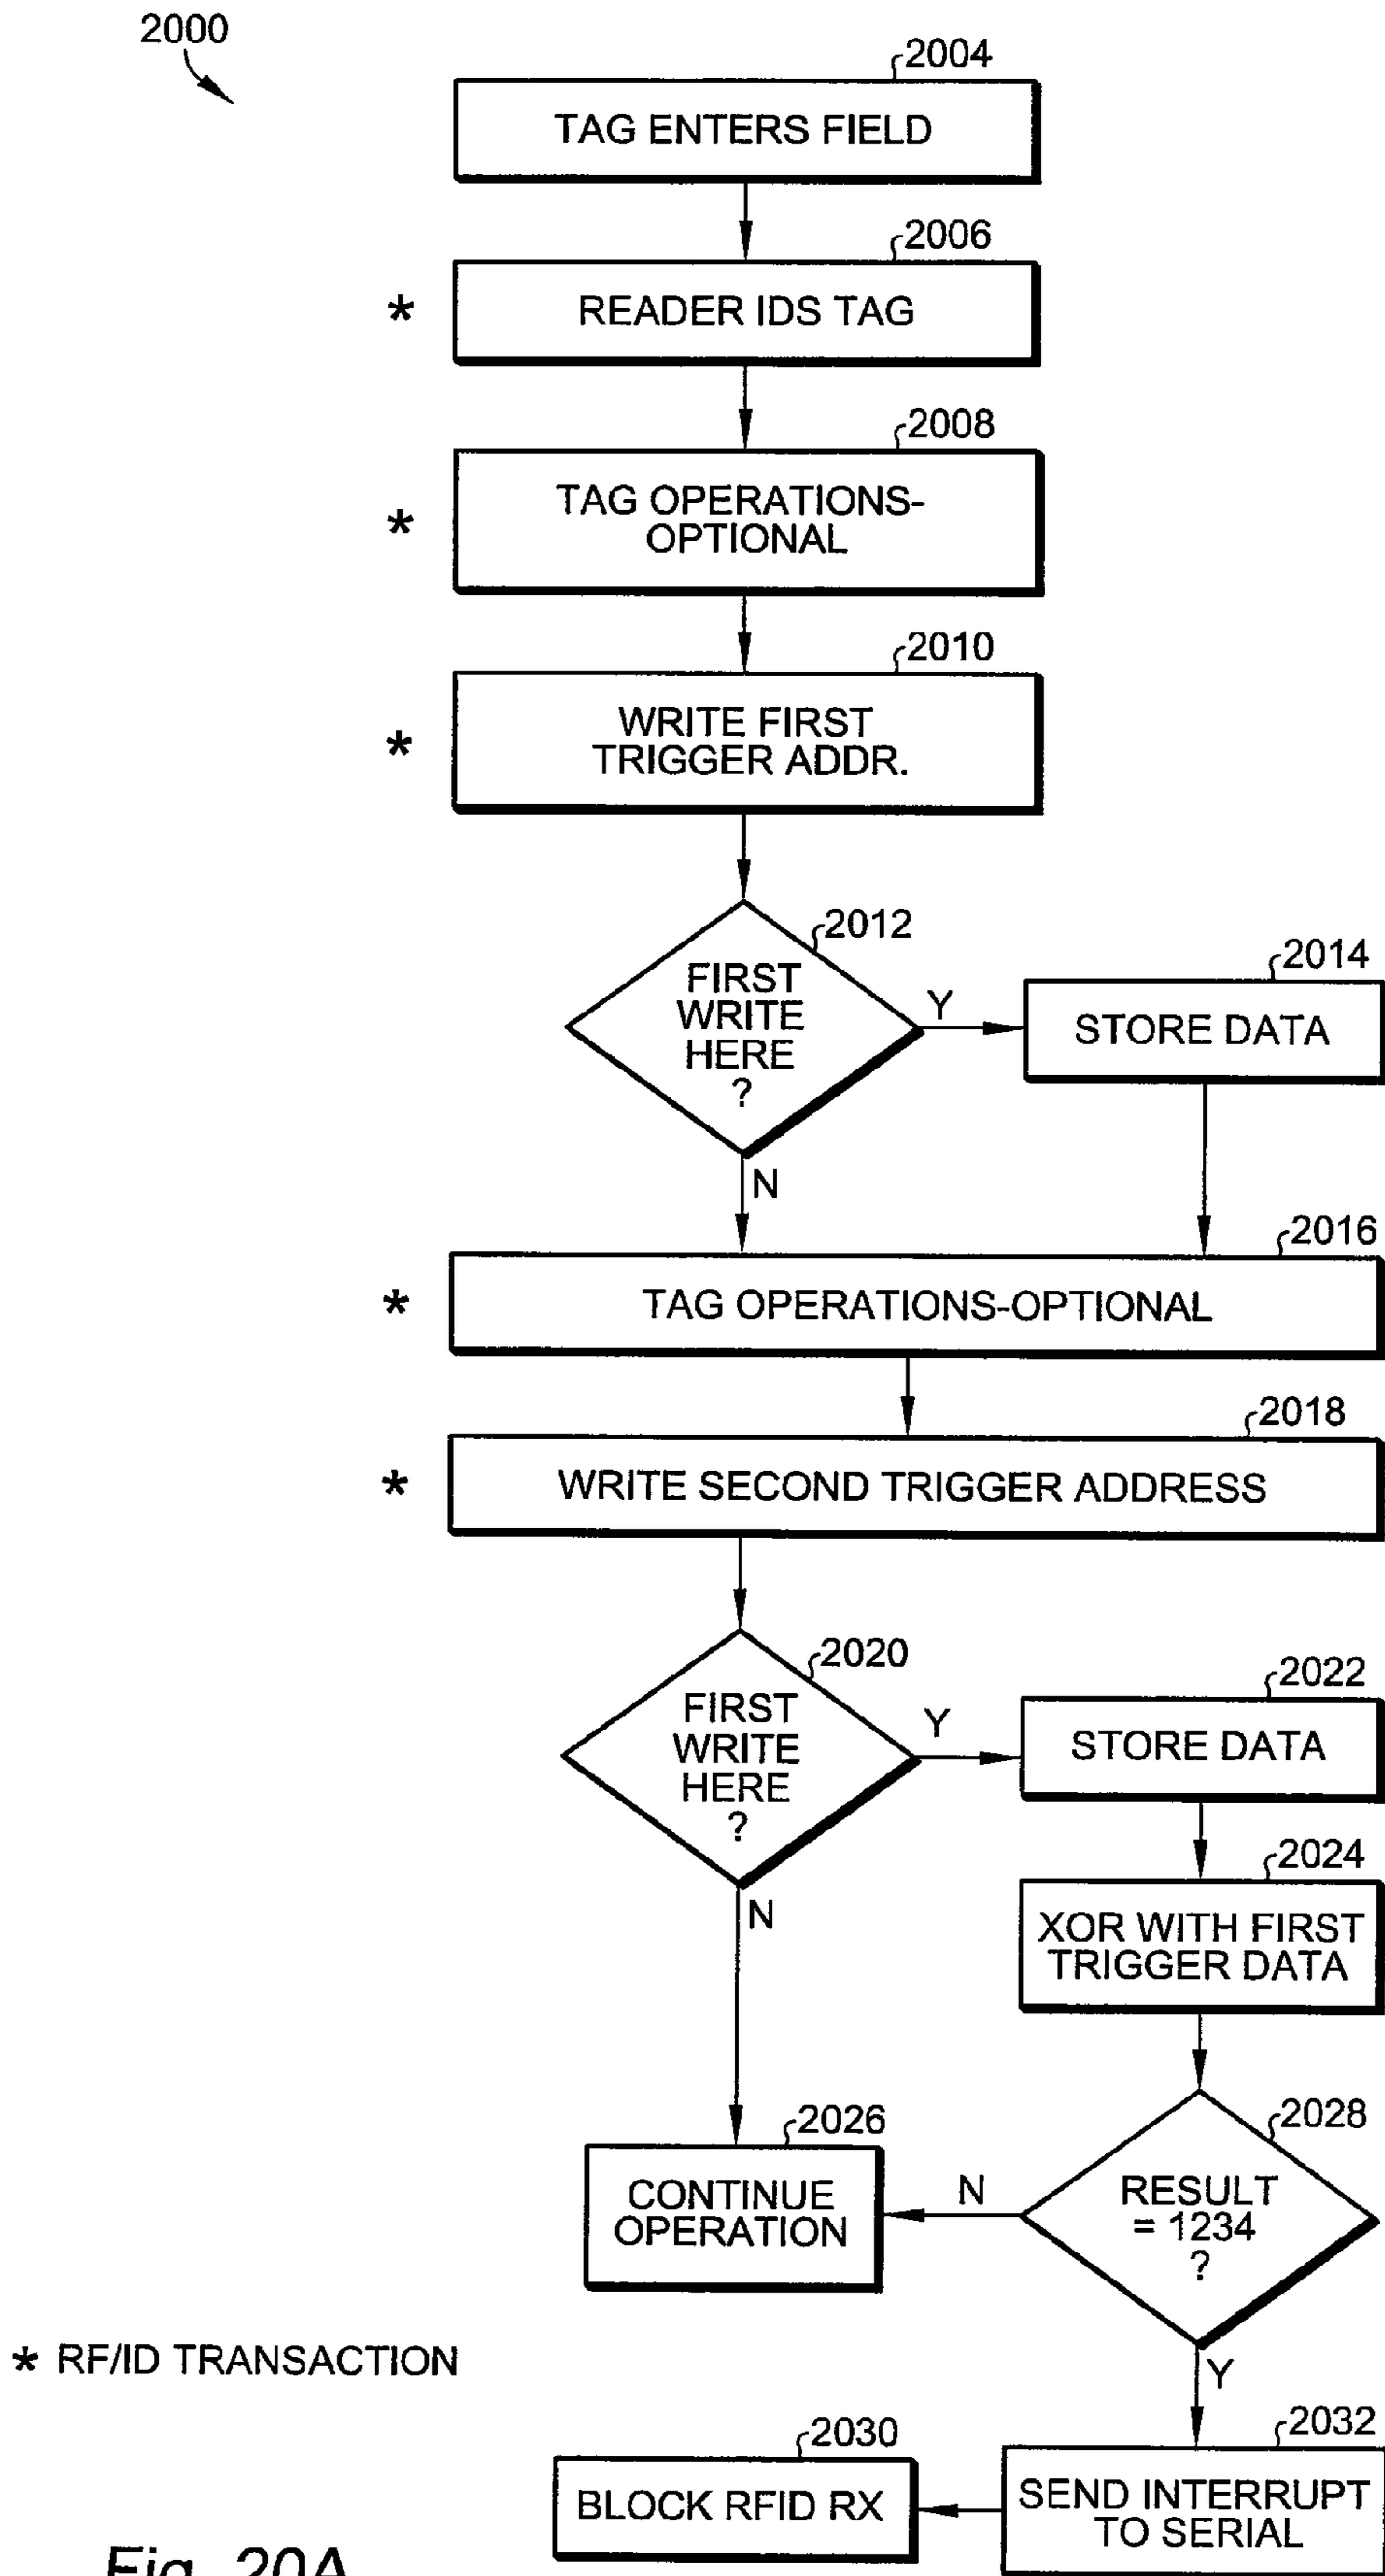 2000
2004
TAG ENTERS FIELD
2006
* READER IDS TAG
2008
* TAG OPERATIONS-
OPTIONAL
2010
* WRITE FIRST
TRIGGER ADDR.
2012
FIRST
WRITE
HERE
?
Y
2014
STORE DATA
N
2016
* TAG OPERATIONS-OPTIONAL
2018
* WRITE SECOND TRIGGER ADDRESS
2020
FIRST
WRITE
HERE
?
Y
2022
STORE DATA
2024
XOR WITH FIRST
TRIGGER DATA
N
2026
CONTINUE
OPERATION
N
2028
RESULT
= 1234
?
Y
* RF/ID TRANSACTION
2030
BLOCK RFID RX
2032
SEND INTERRUPT
TO SERIAL
Fig. 20A